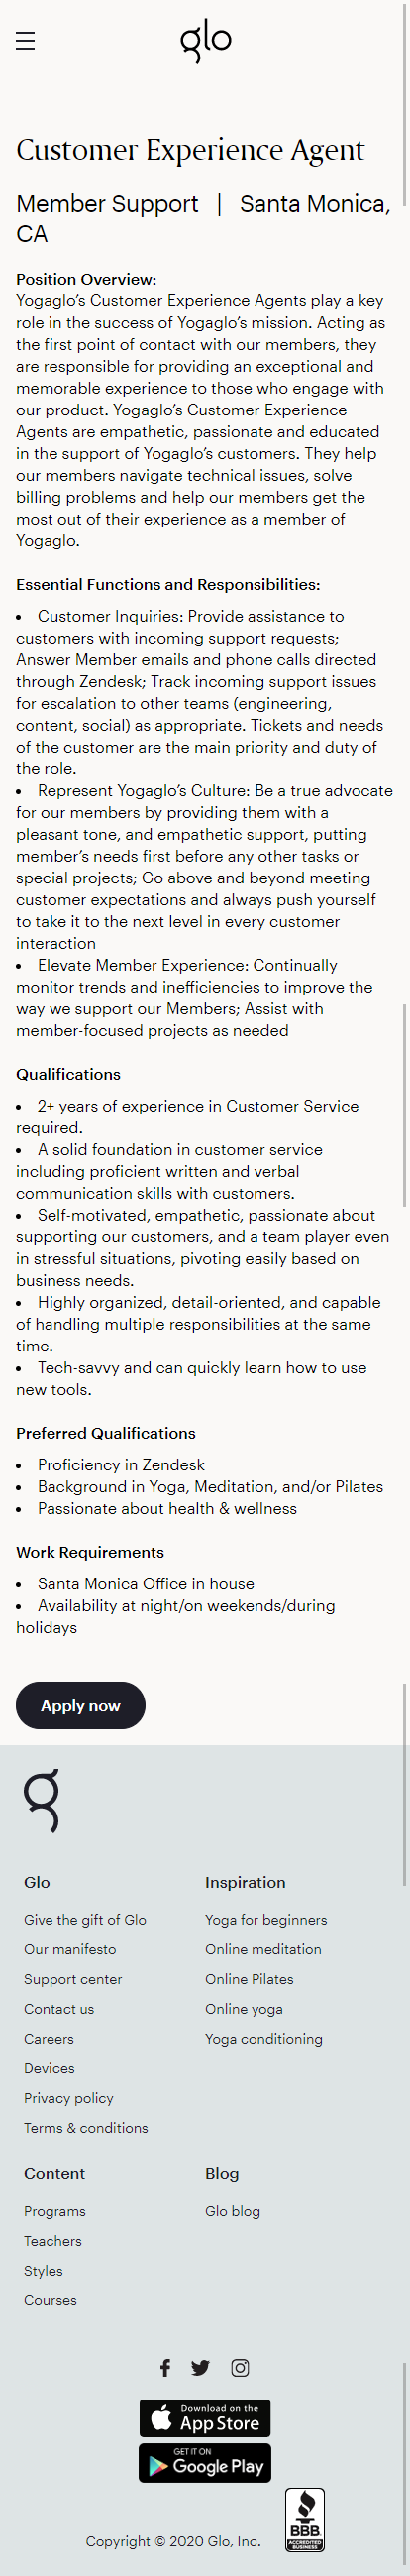 glo
Customer Experience Agent
Member Support | Santa Monica,
CA
Position Overview:
Yogaglo’s Customer Experience Agents play a key
role in the success of Yogaglo’s mission. Acting as
the first point of contact with our members, they
are responsible for providing an exceptional and
memorable experience to those who engage with
our product. Yogaglo’s Customer Experience
Agents are empathetic, passionate and educated
in the support of Yogaglo’s customers. They help
our members navigate technical issues, solve
billing problems and help our members get the
most out of their experience as a member of
Yogaglo.
Essential Functions and Responsibilities:
• Customer Inquiries: Provide assistance to
customers with incoming support requests;
Answer Member emails and phone calls directed
through Zendesk; Track incoming support issues
for escalation to other teams (engineering,
content, social) as appropriate. Tickets and needs
of the customer are the main priority and duty of
the role.
• Represent Yogaglo’s Culture: Be a true advocate
for our members by providing them with a
pleasant tone, and empathetic support, putting
member’s needs first before any other tasks or
special projects; Go above and beyond meeting
customer expectations and always push yourself
to take it to the next level in every customer
interaction
• Elevate Member Experience: Continually
monitor trends and inefficiencies to improve the
way we support our Members; Assist with
member-focused projects as needed
Qualifications
• 2+ years of experience in Customer Service
required.
• A solid foundation in customer service
including proficient written and verbal
communication skills with customers.
• Self-motivated, empathetic, passionate about
supporting our customers, and a team player even
in stressful situations, pivoting easily based on
business needs.
• Highly organized, detail-oriented, and capable
of handling multiple responsibilities at the same
time.
• Tech-savvy and can quickly learn how to use
new tools.
Preferred Qualifications
• Proficiency in Zendesk
• Background in Yoga, Meditation, and/or Pilates
• Passionate about health & wellness
Work Requirements
• Santa Monica Office in house
• Availability at night/on weekends/during
holidays
Apply now
g
Glo
Give the gift of Glo
Our manifesto
Support center
Contact us
Careers
Devices
Privacy policy
Terms & conditions
Inspiration
Yoga for beginners
Online meditation
Online Pilates
Online yoga
Yoga conditioning
Content
Programs
Teachers
Styles
Courses
Blog
Glo blog
Download on the
App Store
GET IT ON
Google Play
Copyright © 2020 Glo, Inc.
BBB
ACCREDITED
BUSINESS